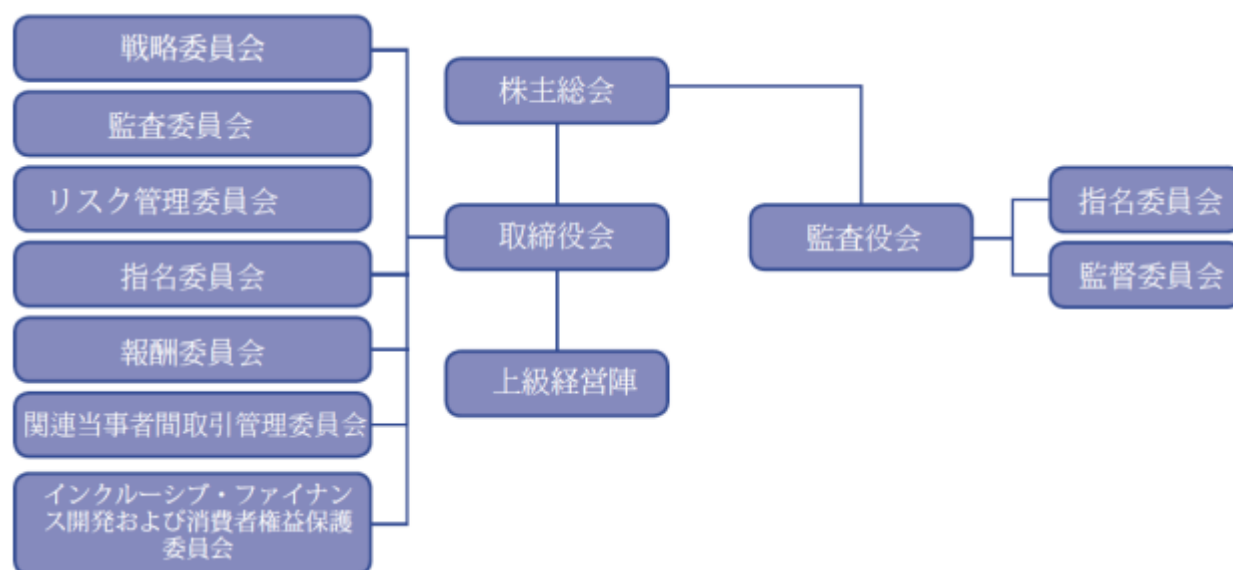 戦略委員会
監査委員会
リスク管理委員会
指名委員会
報酬委員会
関連当事者間取引管理委員会
インクルーシブ・ファイナン
ス開発および消費者権益保護
委員会
株主総会
取締役会
上級経営陣
監査役会
指名委員会
監督委員会